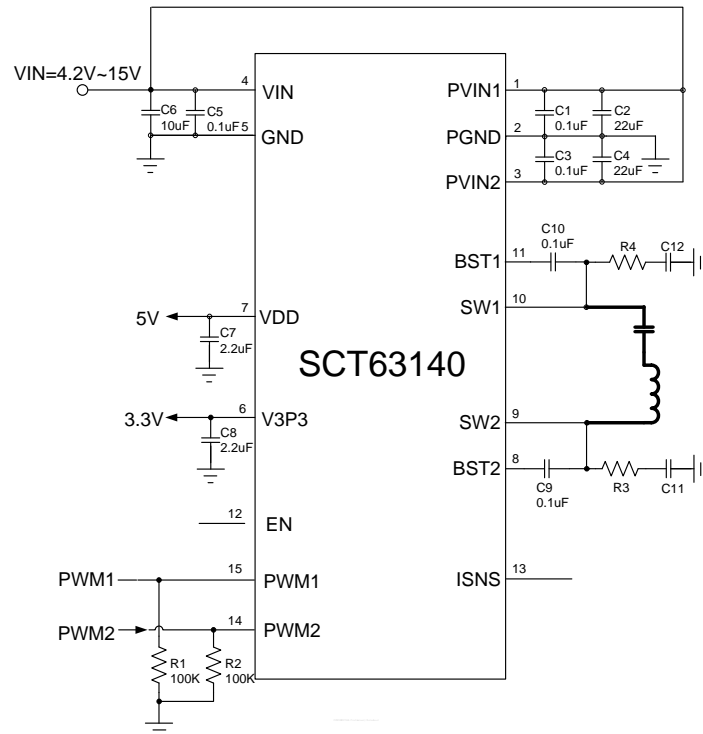 VIN=4.2V~15V
4
VIN
C6
10uF
C5
0.1uF
5
GND
PVIN1
1
C1
0.1uF
C2
22uF
PGND
2
C3
0.1uF
C4
22uF
PVIN2
3
C10
0.1uF
BST1
11
R4
C12
SW1
10
5V
7
VDD
C7
2.2uF
SCT63140
3.3V
6
V3P3
C8
2.2uF
SW2
9
BST2
8
C9
0.1uF
R3
C11
12
EN
PWM1
15
PWM1
ISNS
13
PWM2
14
PWM2
R1
100K
R2
100K